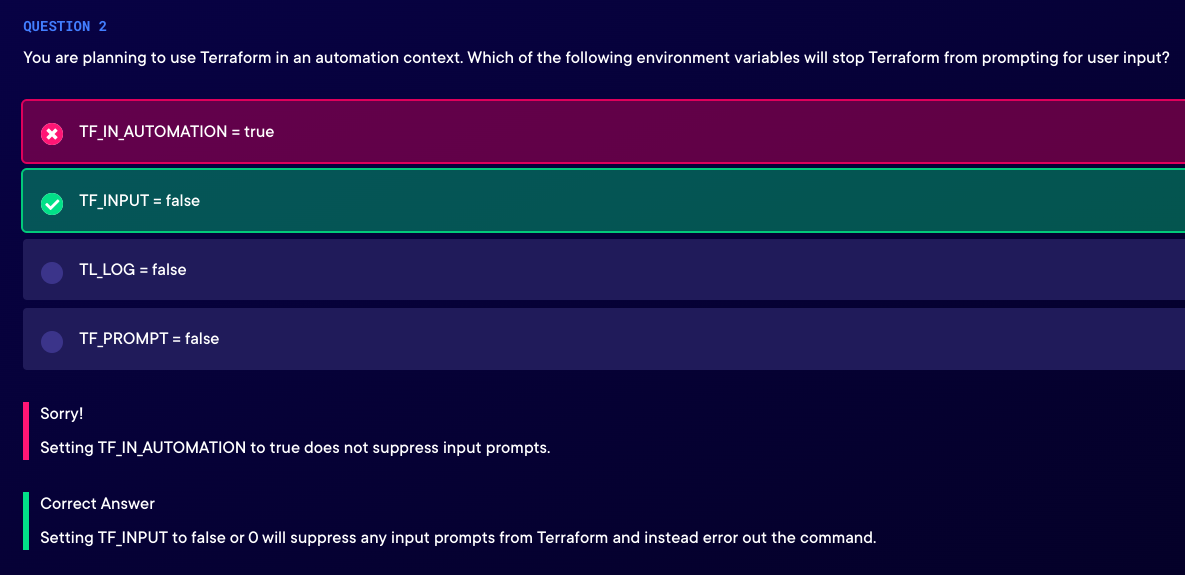 QUESTION 2
You are planning to use Terraform in an automation context. Which of the following environment variables will stop Terraform from prompting for user input?
TF_IN_AUTOMATION = true
TF_INPUT = false
TL_LOG = false
TF_PROMPT = false
Sorry!
Setting TF_IN_AUTOMATION to true does not suppress input prompts.
Correct Answer
Setting TF_INPUT to false or 0 will suppress any input prompts from Terraform and instead error out the command.